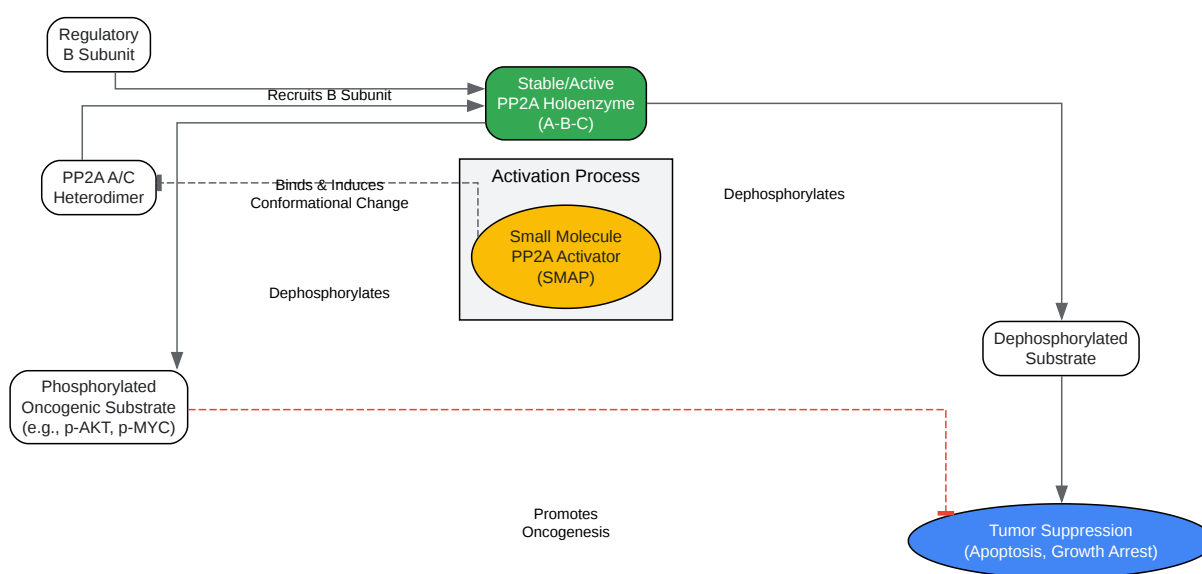 Regulatory
B Subunit
Stable/Active
PP2A Holoenzyme
(A-B-C)
Recruits B Subunit
PP2A A/C
Heterodimer
Binds & Induces
Conformational Change
Activation Process
Dephosphorylates
Small Molecule
PP2A Activator
(SMAP)
Dephosphorylates
Dephosphorylated
Substrate
Phosphorylated
Oncogenic Substrate
(e.g., p-AKT, p-MYC)
Promotes
Oncogenesis
Tumor Suppression
(Apoptosis, Growth Arrest)